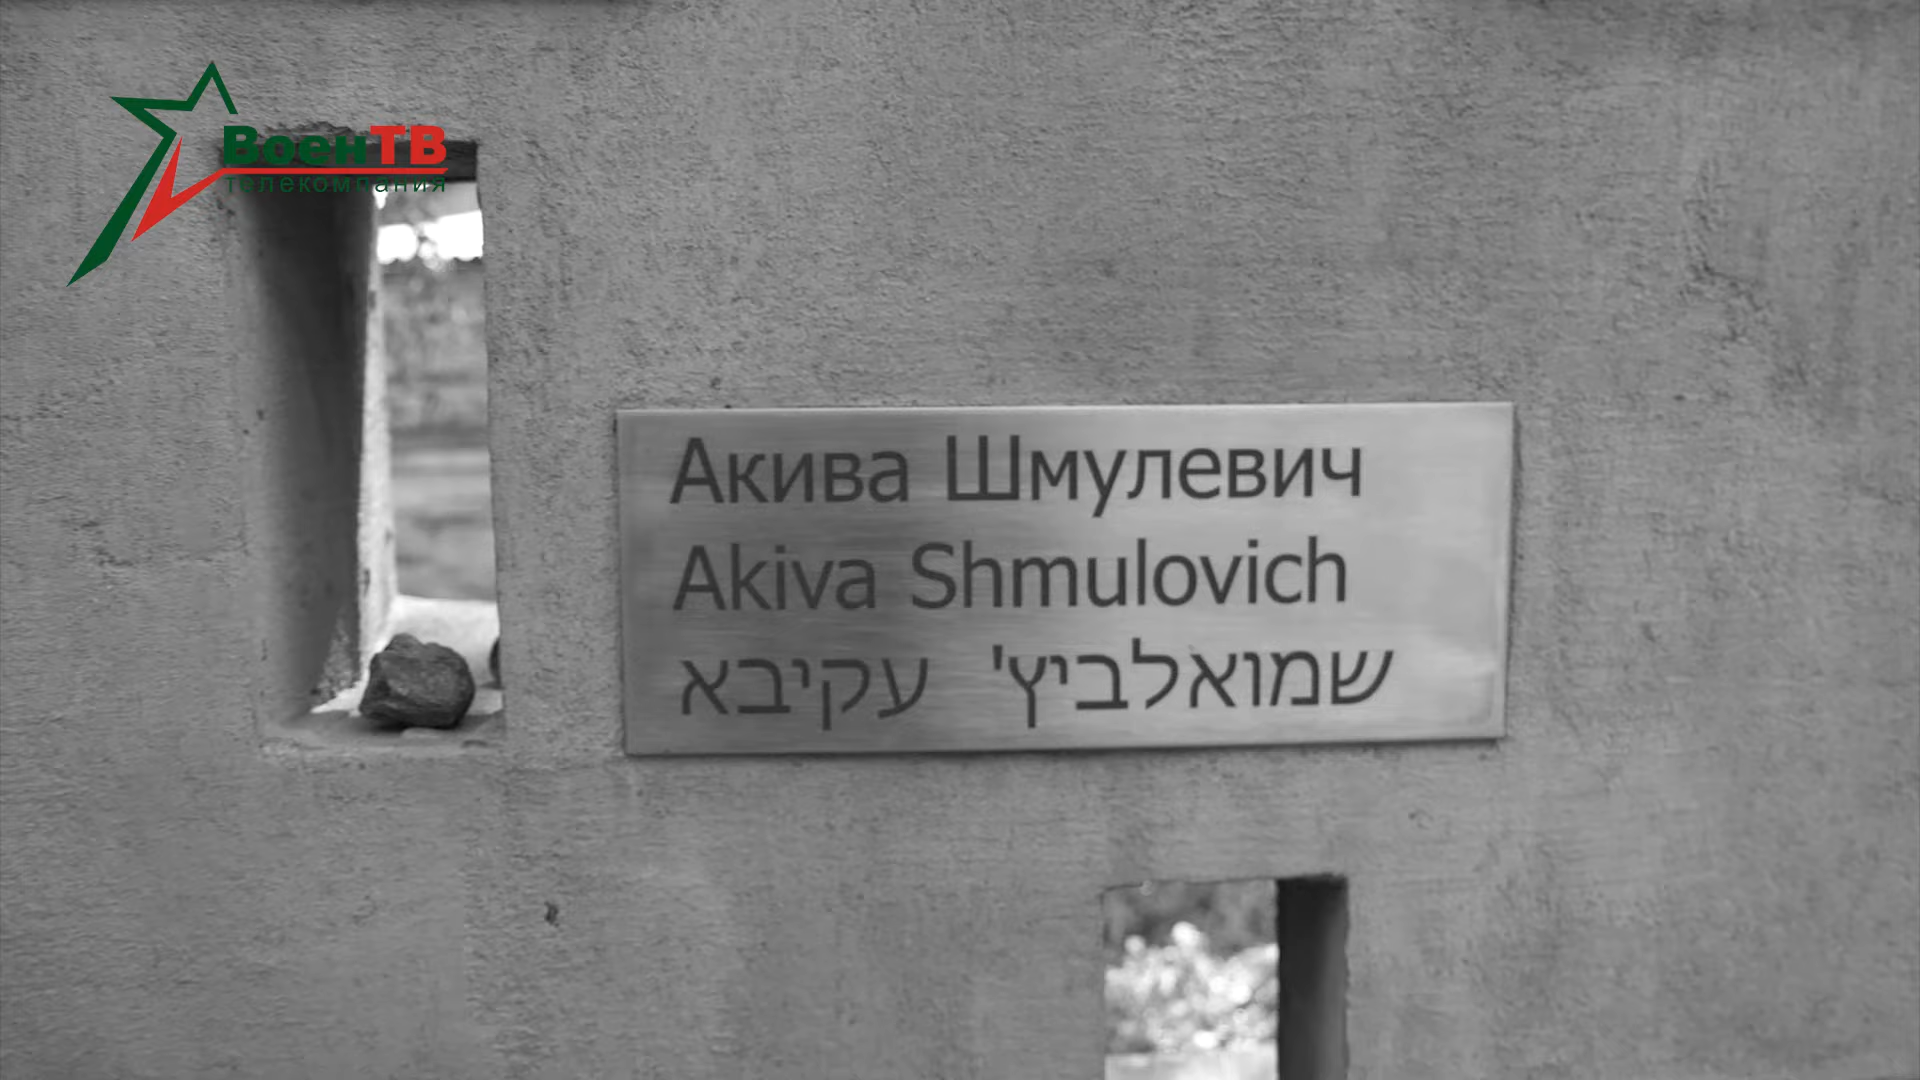 ВоенТВ
телекомпания
Акива Шмулевич
Akiva Shmulovich
שמואלביץ' עקיבא